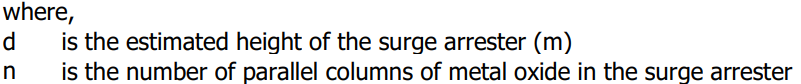 where,
d is the estimated height of the surge arrester (m)
n is the number of parallel columns of metal oxide in the surge arrester